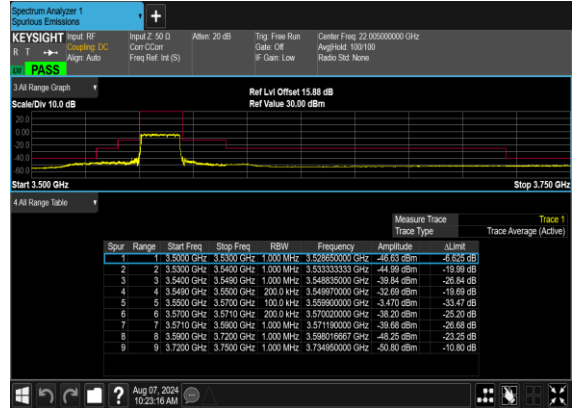 Spectrum Analyzer 1
Spurious Emissions
+
KEYSIGHT Input: RF Input Z: 50 Ω Atten: 20 dB Trig: Free Run Center Freq: 22.005000000 GHz
R T Coupling: DC Corr CCorr Gate: Off Avg|Hold: 100/100
Align: Auto Freq Ref: Int (S) IF Gain: Low Radio Std: None
LW PASS
3 All Range Graph
Ref Lvl Offset 15.88 dB
Scale/Div 10.0 dB Ref Value 30.00 dBm
20.0
0.00
-20.0
-40.0
-60.0
Start 3.500 GHz Stop 3.750 GHz
4 All Range Table
Measure Trace Trace 1
Trace Type Trace Average (Active)
Spur Range Start Freq Stop Freq RBW Frequency Amplitude ΔLimit
1 1 3.5000 GHz 3.5300 GHz 1.000 MHz 3.528650000 GHz -46.63 dBm -6.625 dB
2 2 3.5300 GHz 3.5400 GHz 1.000 MHz 3.533333333 GHz -44.99 dBm -19.99 dB
3 3 3.5400 GHz 3.5490 GHz 1.000 MHz 3.548835000 GHz -39.84 dBm -26.84 dB
4 4 3.5490 GHz 3.5500 GHz 200.0 kHz 3.549970000 GHz -32.69 dBm -19.69 dB
5 5 3.5500 GHz 3.5700 GHz 100.0 kHz 3.559900000 GHz -3.470 dBm -33.47 dB
6 6 3.5700 GHz 3.5710 GHz 200.0 kHz 3.570020000 GHz -38.20 dBm -25.20 dB
7 7 3.5710 GHz 3.5900 GHz 1.000 MHz 3.571190000 GHz -39.68 dBm -26.68 dB
8 8 3.5900 GHz 3.7200 GHz 1.000 MHz 3.598016667 GHz -48.25 dBm -23.25 dB
9 9 3.7200 GHz 3.7500 GHz 1.000 MHz 3.734950000 GHz -50.80 dBm -10.80 dB
? Aug 07, 2024
10:23:16 AM